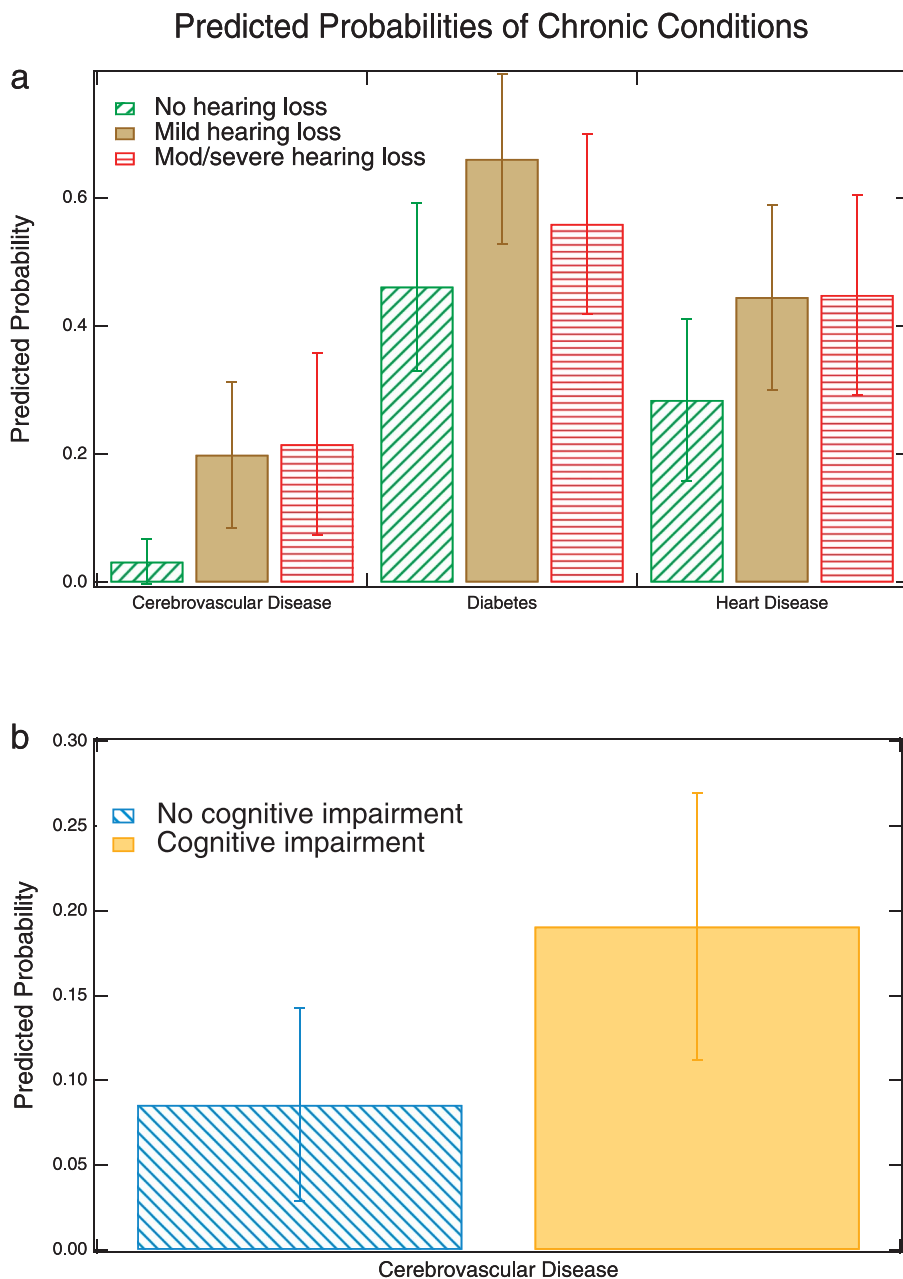 Predicted Probabilities of Chronic Conditions
a
No hearing loss
Mild hearing loss
Mod/severe hearing loss
Predicted Probability
0.6
0.4
0.2
0.0
Cerebrovascular Disease
Diabetes
Heart Disease
b
No cognitive impairment
Cognitive impairment
Predicted Probability
0.30
0.25
0.20
0.15
0.10
0.05
0.00
Cerebrovascular Disease